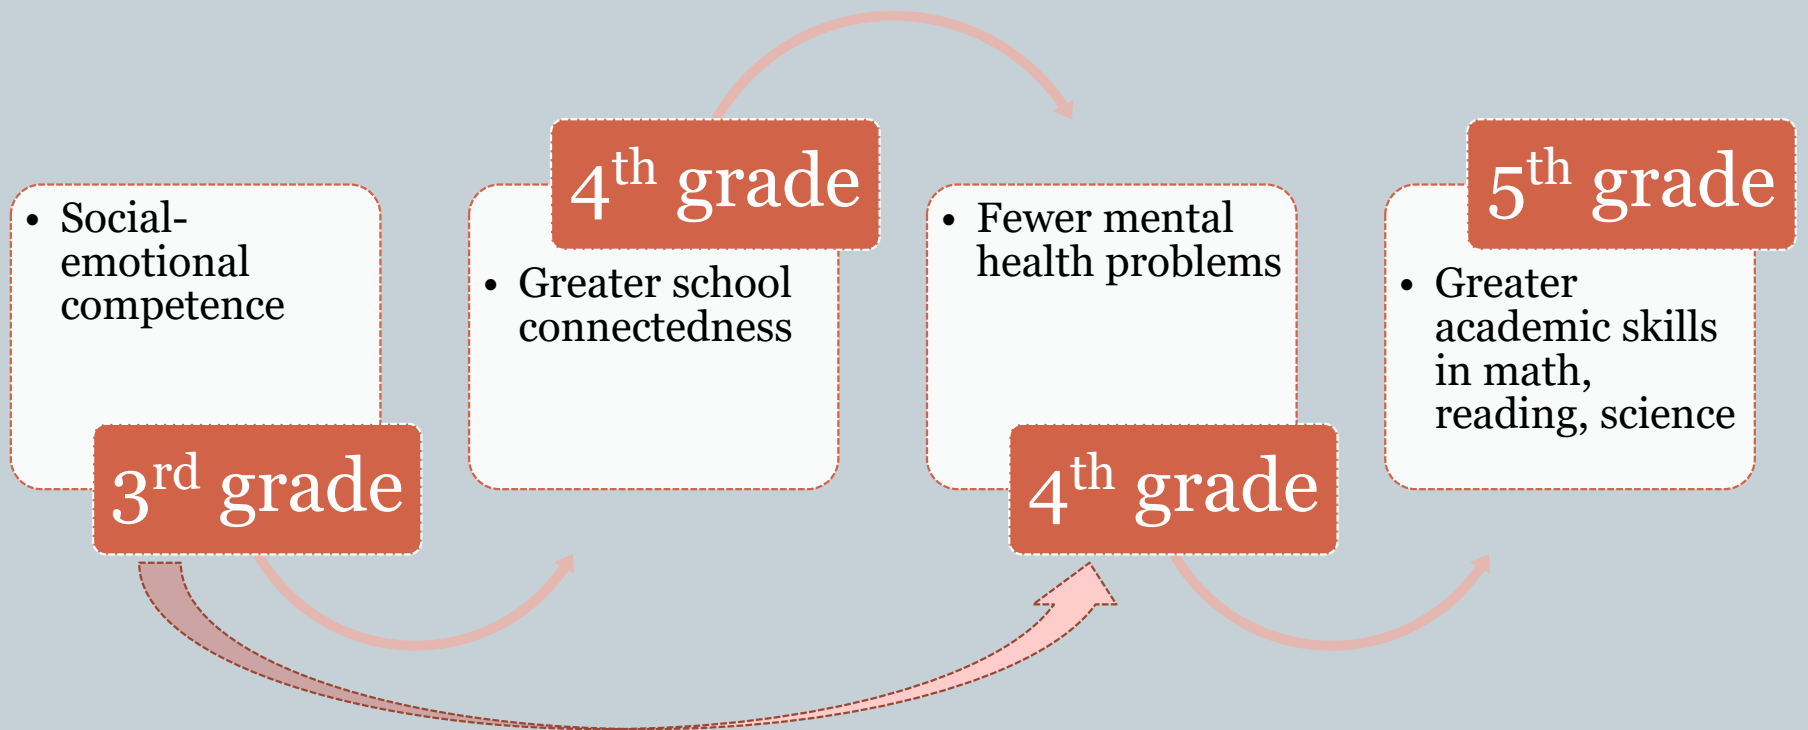 • Social-
emotional
competence
3rd grade
4th grade
• Greater school
connectedness
• Fewer mental
health problems
4th grade
5th grade
• Greater
academic skills
in math,
reading, science